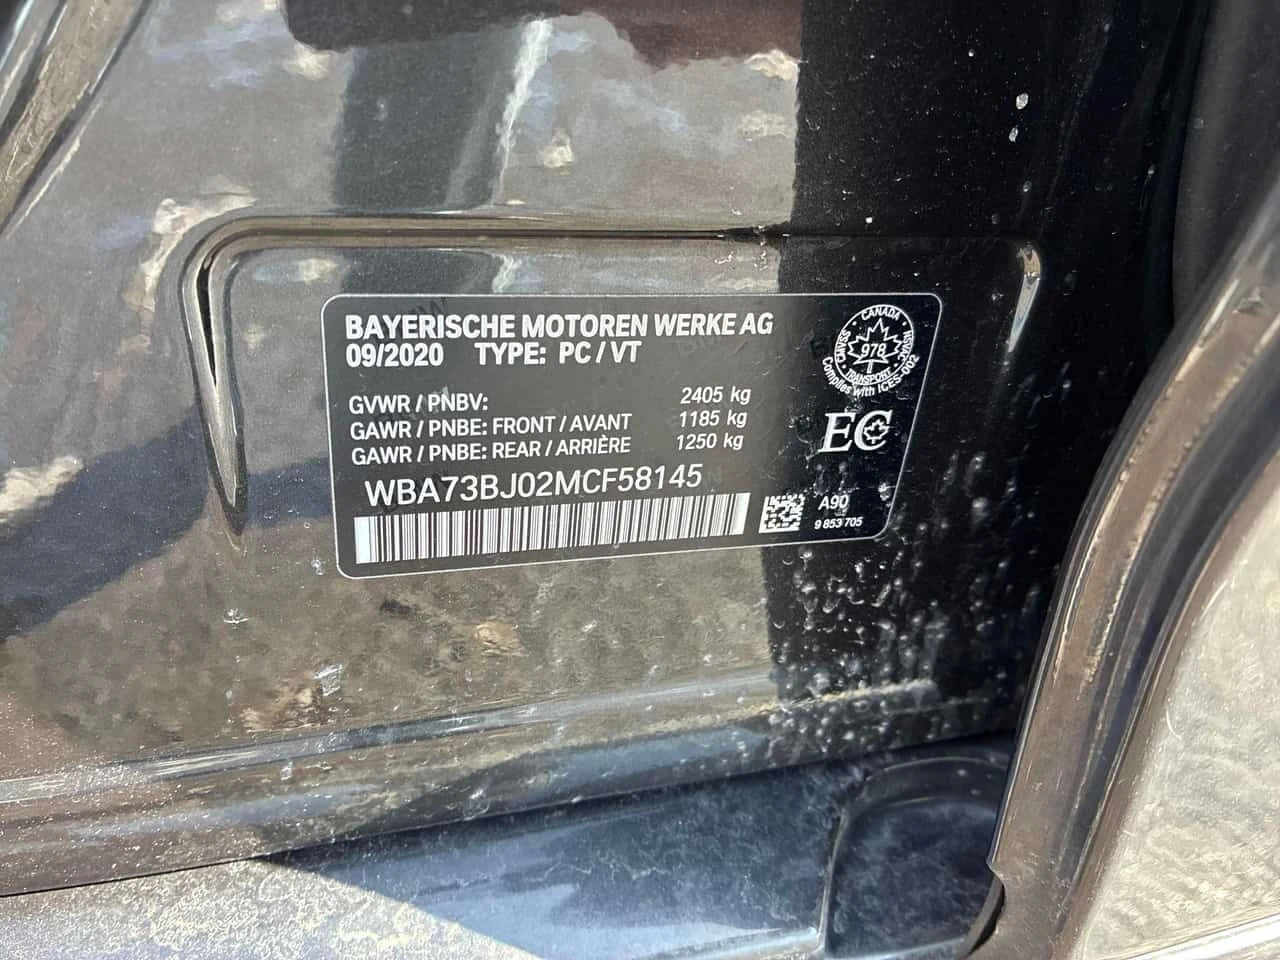 BAYERISCHE MOTOREN WERKE AG
09/2020 TYPE: PC / VT
GVWR / PNBV: 2405 kg
GAWR / PNBE: FRONT / AVANT 1185 kg
GAWR / PNBE: REAR / ARRIÈRE 1250 kg
WBA73BJ02MCF58145
CANADA
CMVSS
NSVAC
978
TRANSPORT
Complies with ICES-002
EC
A90
9 853 705